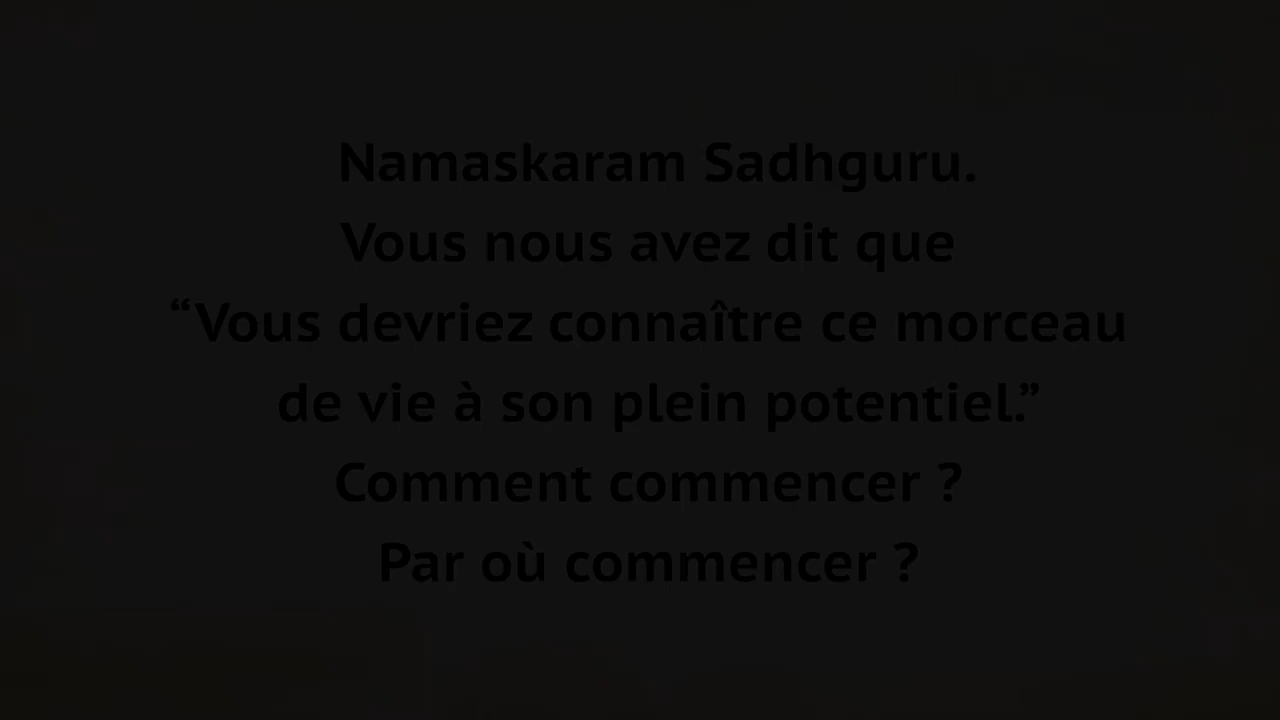 Namaskaram Sadhguru.
Vous nous avez dit que
“Vous devriez connaître ce morceau
de vie à son plein potentiel.”
Comment commencer ?
Par où commencer ?